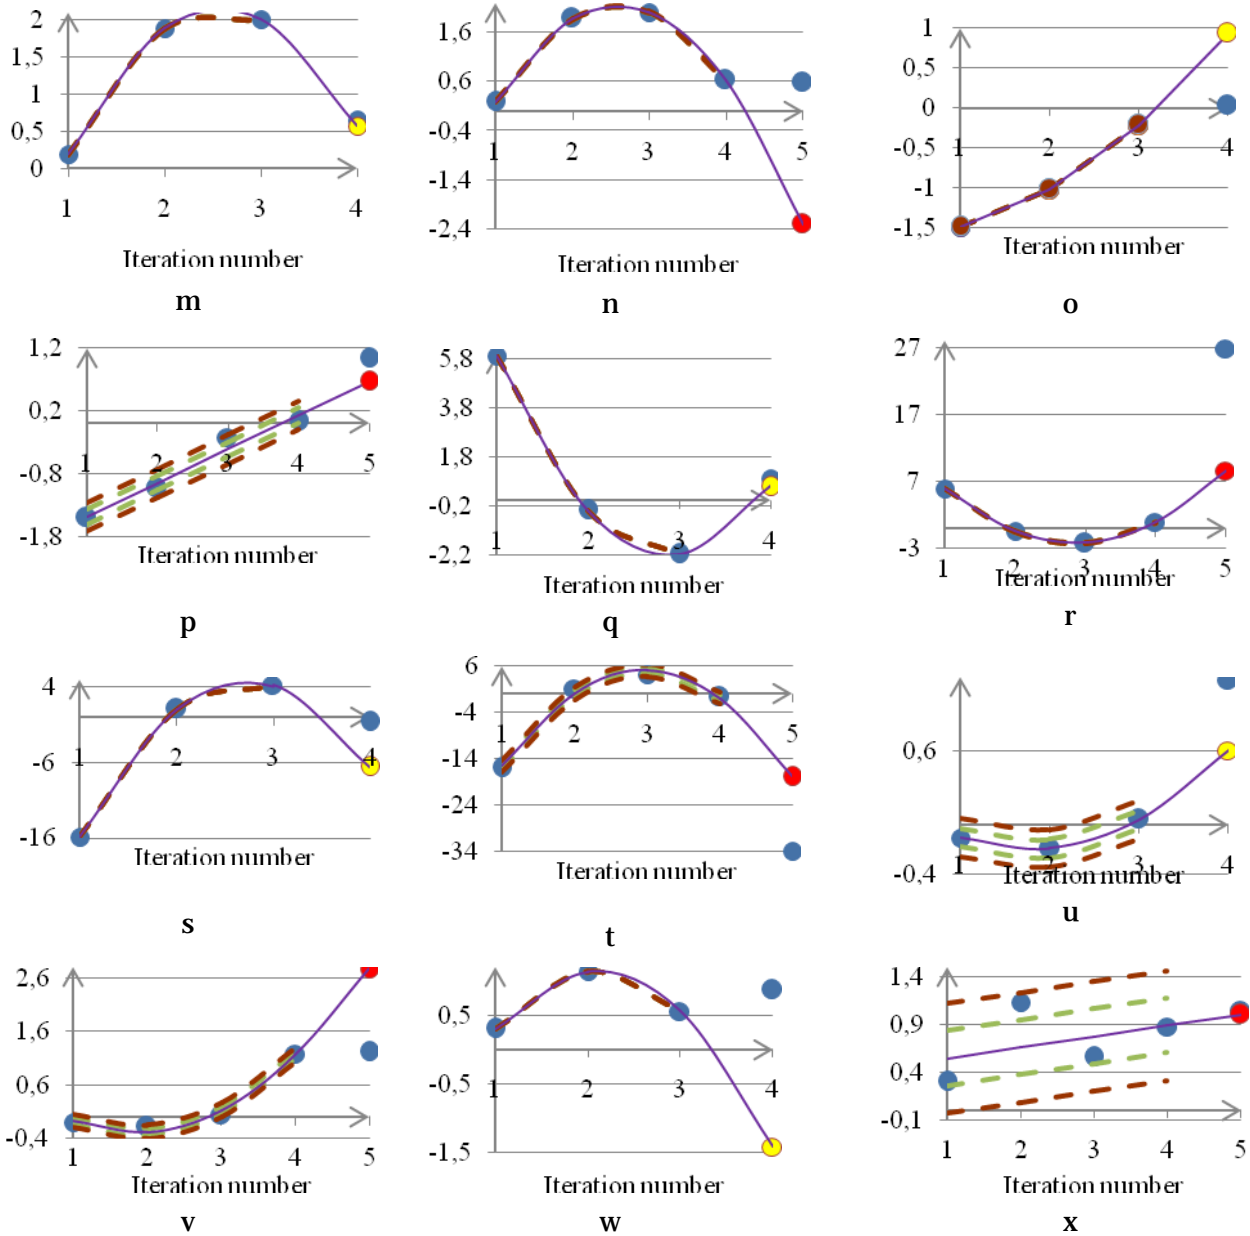 2
1,5
1
0,5
0
1 2 3 4
Iteration number
m
1,6
0,6
-0,4
-1,4
-2,4
1 2 3 4 5
Iteration number
n
1
0,5
0
-0,5
-1
-1,5
1 2 3 4
Iteration number
o
1,2
0,2
-0,8
-1,8
1 2 3 4 5
Iteration number
p
5,8
3,8
1,8
-0,2
-2,2
1 2 3 4
Iteration number
q
27
17
7
-3
1 2 3 4 5
Iteration number
r
4
-6
-16
1 2 3 4
Iteration number
s
6
-4
-14
-24
-34
1 2 3 4 5
Iteration number
t
0,6
-0,4
1 2 3 4
Iteration number
u
2,6
1,6
0,6
-0,4
1 2 3 4 5
Iteration number
v
0,5
-0,5
-1,5
1 2 3 4
Iteration number
w
1,4
0,9
0,4
-0,1
1 2 3 4 5
Iteration number
x